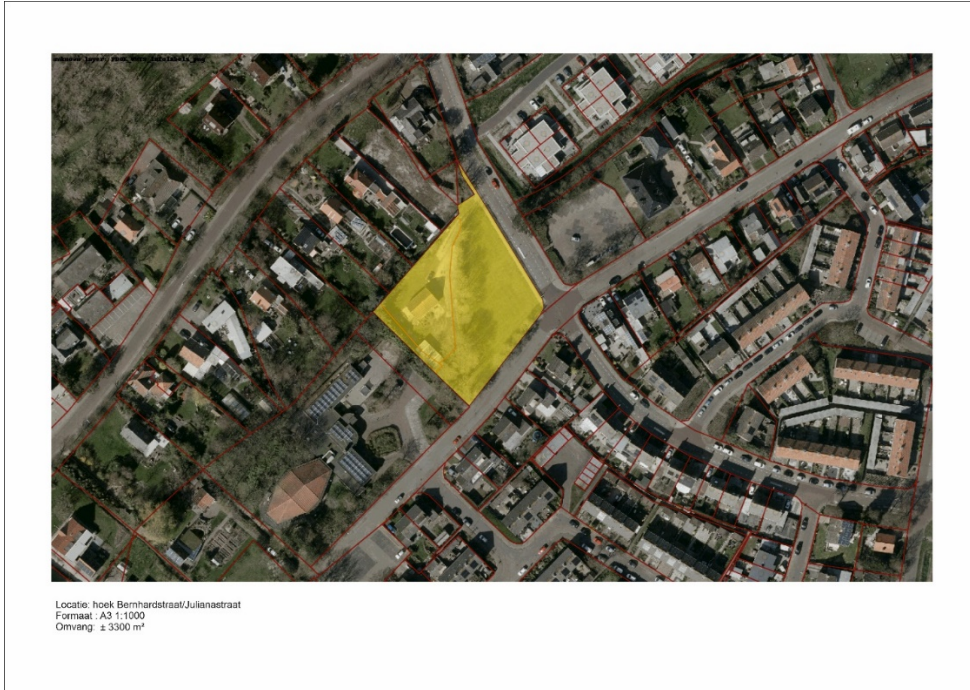 Locatie: hoek Bernhardstraat/Julianastraat
Formaat : A3 1:1000
Omvang: ± 3300 m²